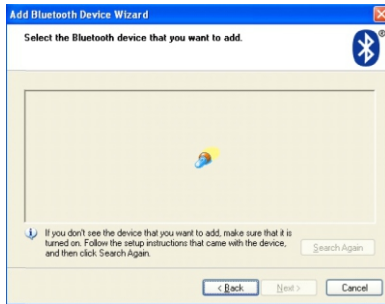 Add Bluetooth Device Wizard
Select the Bluetooth device that you want to add.
®
If you don't see the device that you want to add, make sure that it is
turned on. Follow the setup instructions that came with the device,
and then click Search Again.
Search Again
< Back
Next >
Cancel